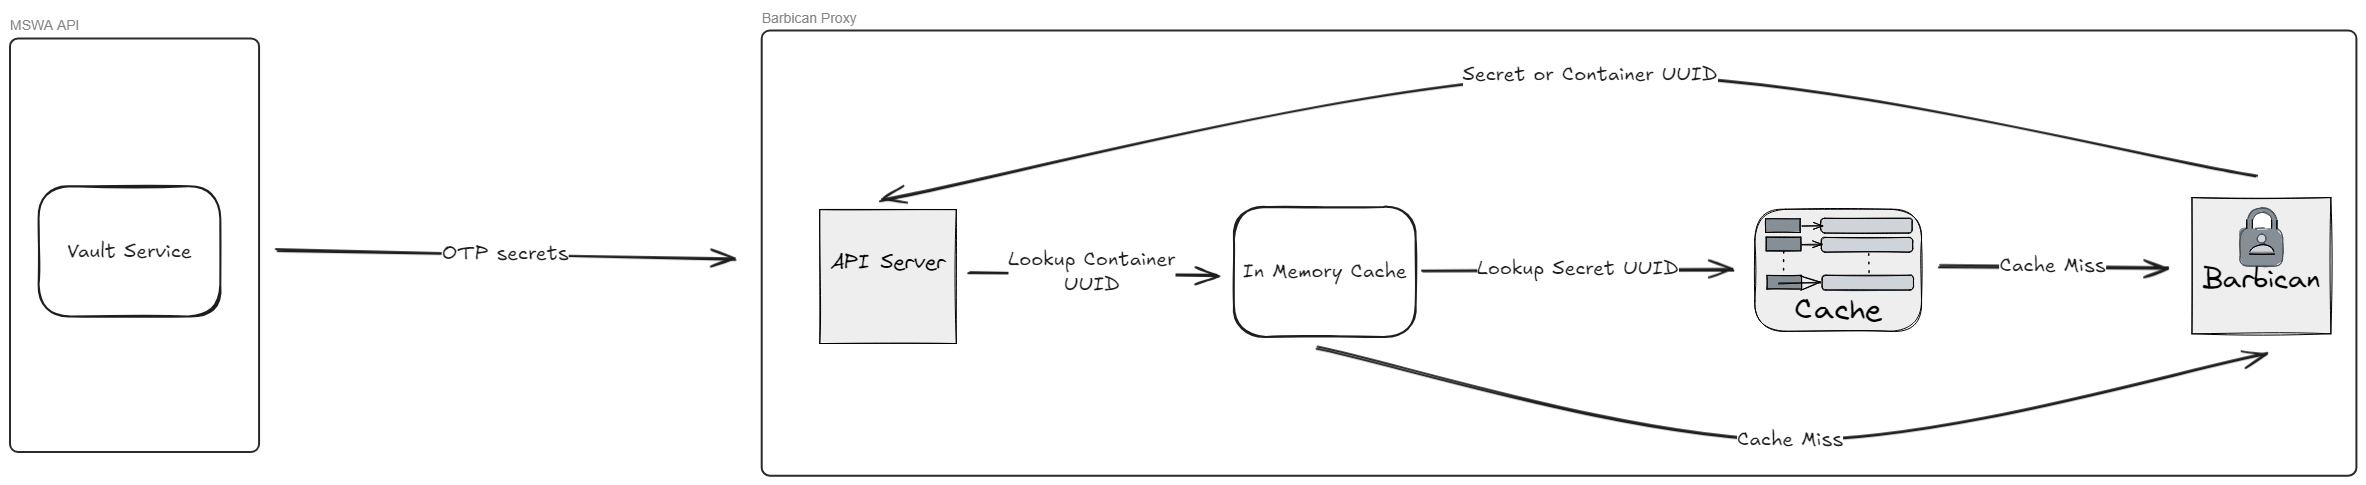 MSWA API
Barbican Proxy
Secret or Container UUID
Vault Service
OTP secrets
API Server
Lookup Container
UUID
In Memory Cache
Lookup Secret UUID
Cache
Cache Miss
Barbican
Cache Miss